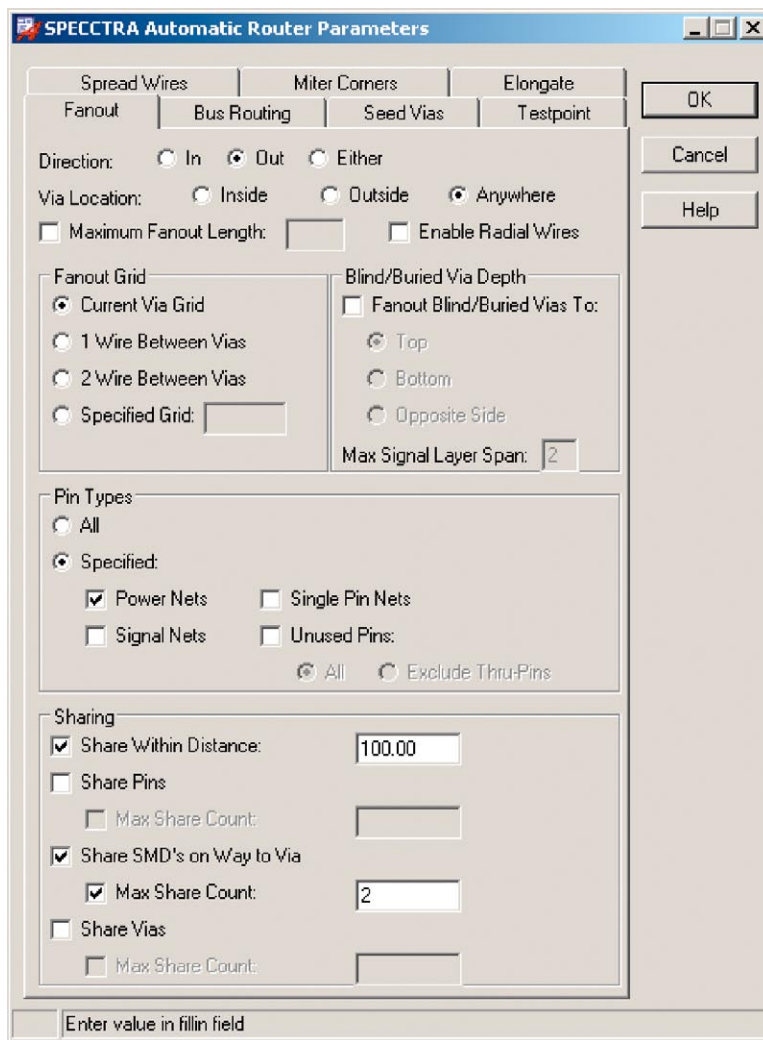 SPECCTRA Automatic Router Parameters
Spread Wires Miter Corners Elongate
Fanout Bus Routing Seed Vias Testpoint
OK
Cancel
Help
Direction: In Out Either
Via Location: Inside Outside Anywhere
Maximum Fanout Length: Enable Radial Wires
Fanout Grid
Current Via Grid
1 Wire Between Vias
2 Wire Between Vias
Specified Grid:
Blind/Buried Via Depth
Fanout Blind/Buried Vias To:
Top
Bottom
Opposite Side
Max Signal Layer Span: 2
Pin Types
All
Specified:
Power Nets Single Pin Nets
Signal Nets Unused Pins:
All Exclude Thru-Pins
Sharing
Share Within Distance: 100.00
Share Pins
Max Share Count:
Share SMD's on Way to Via
Max Share Count: 2
Share Vias
Max Share Count:
Enter value in fillin field